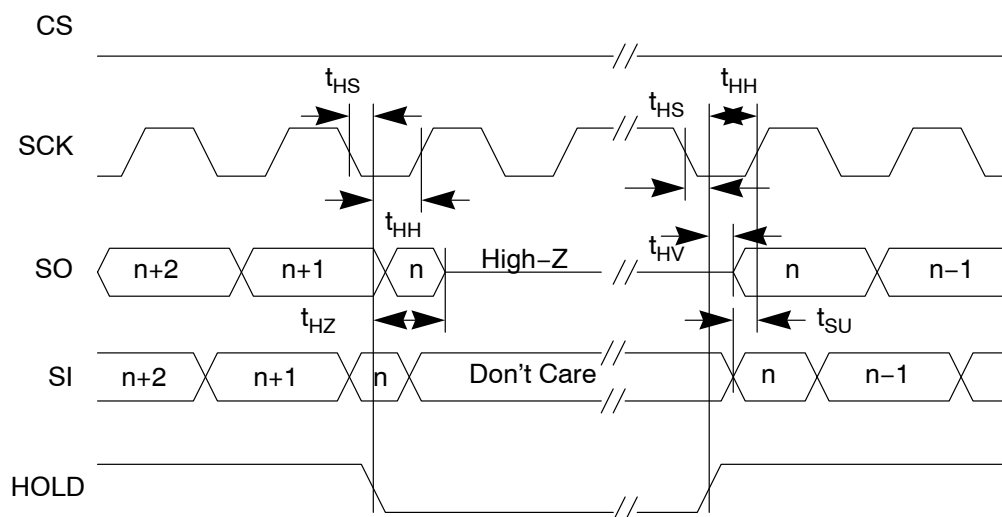 CS
tHS
tHH
tHS
SCK
tHH
tHV
SO
n+2
n+1
n
High−Z
n
n−1
tHZ
tSU
SI
n+2
n+1
n
Don't Care
n
n−1
HOLD